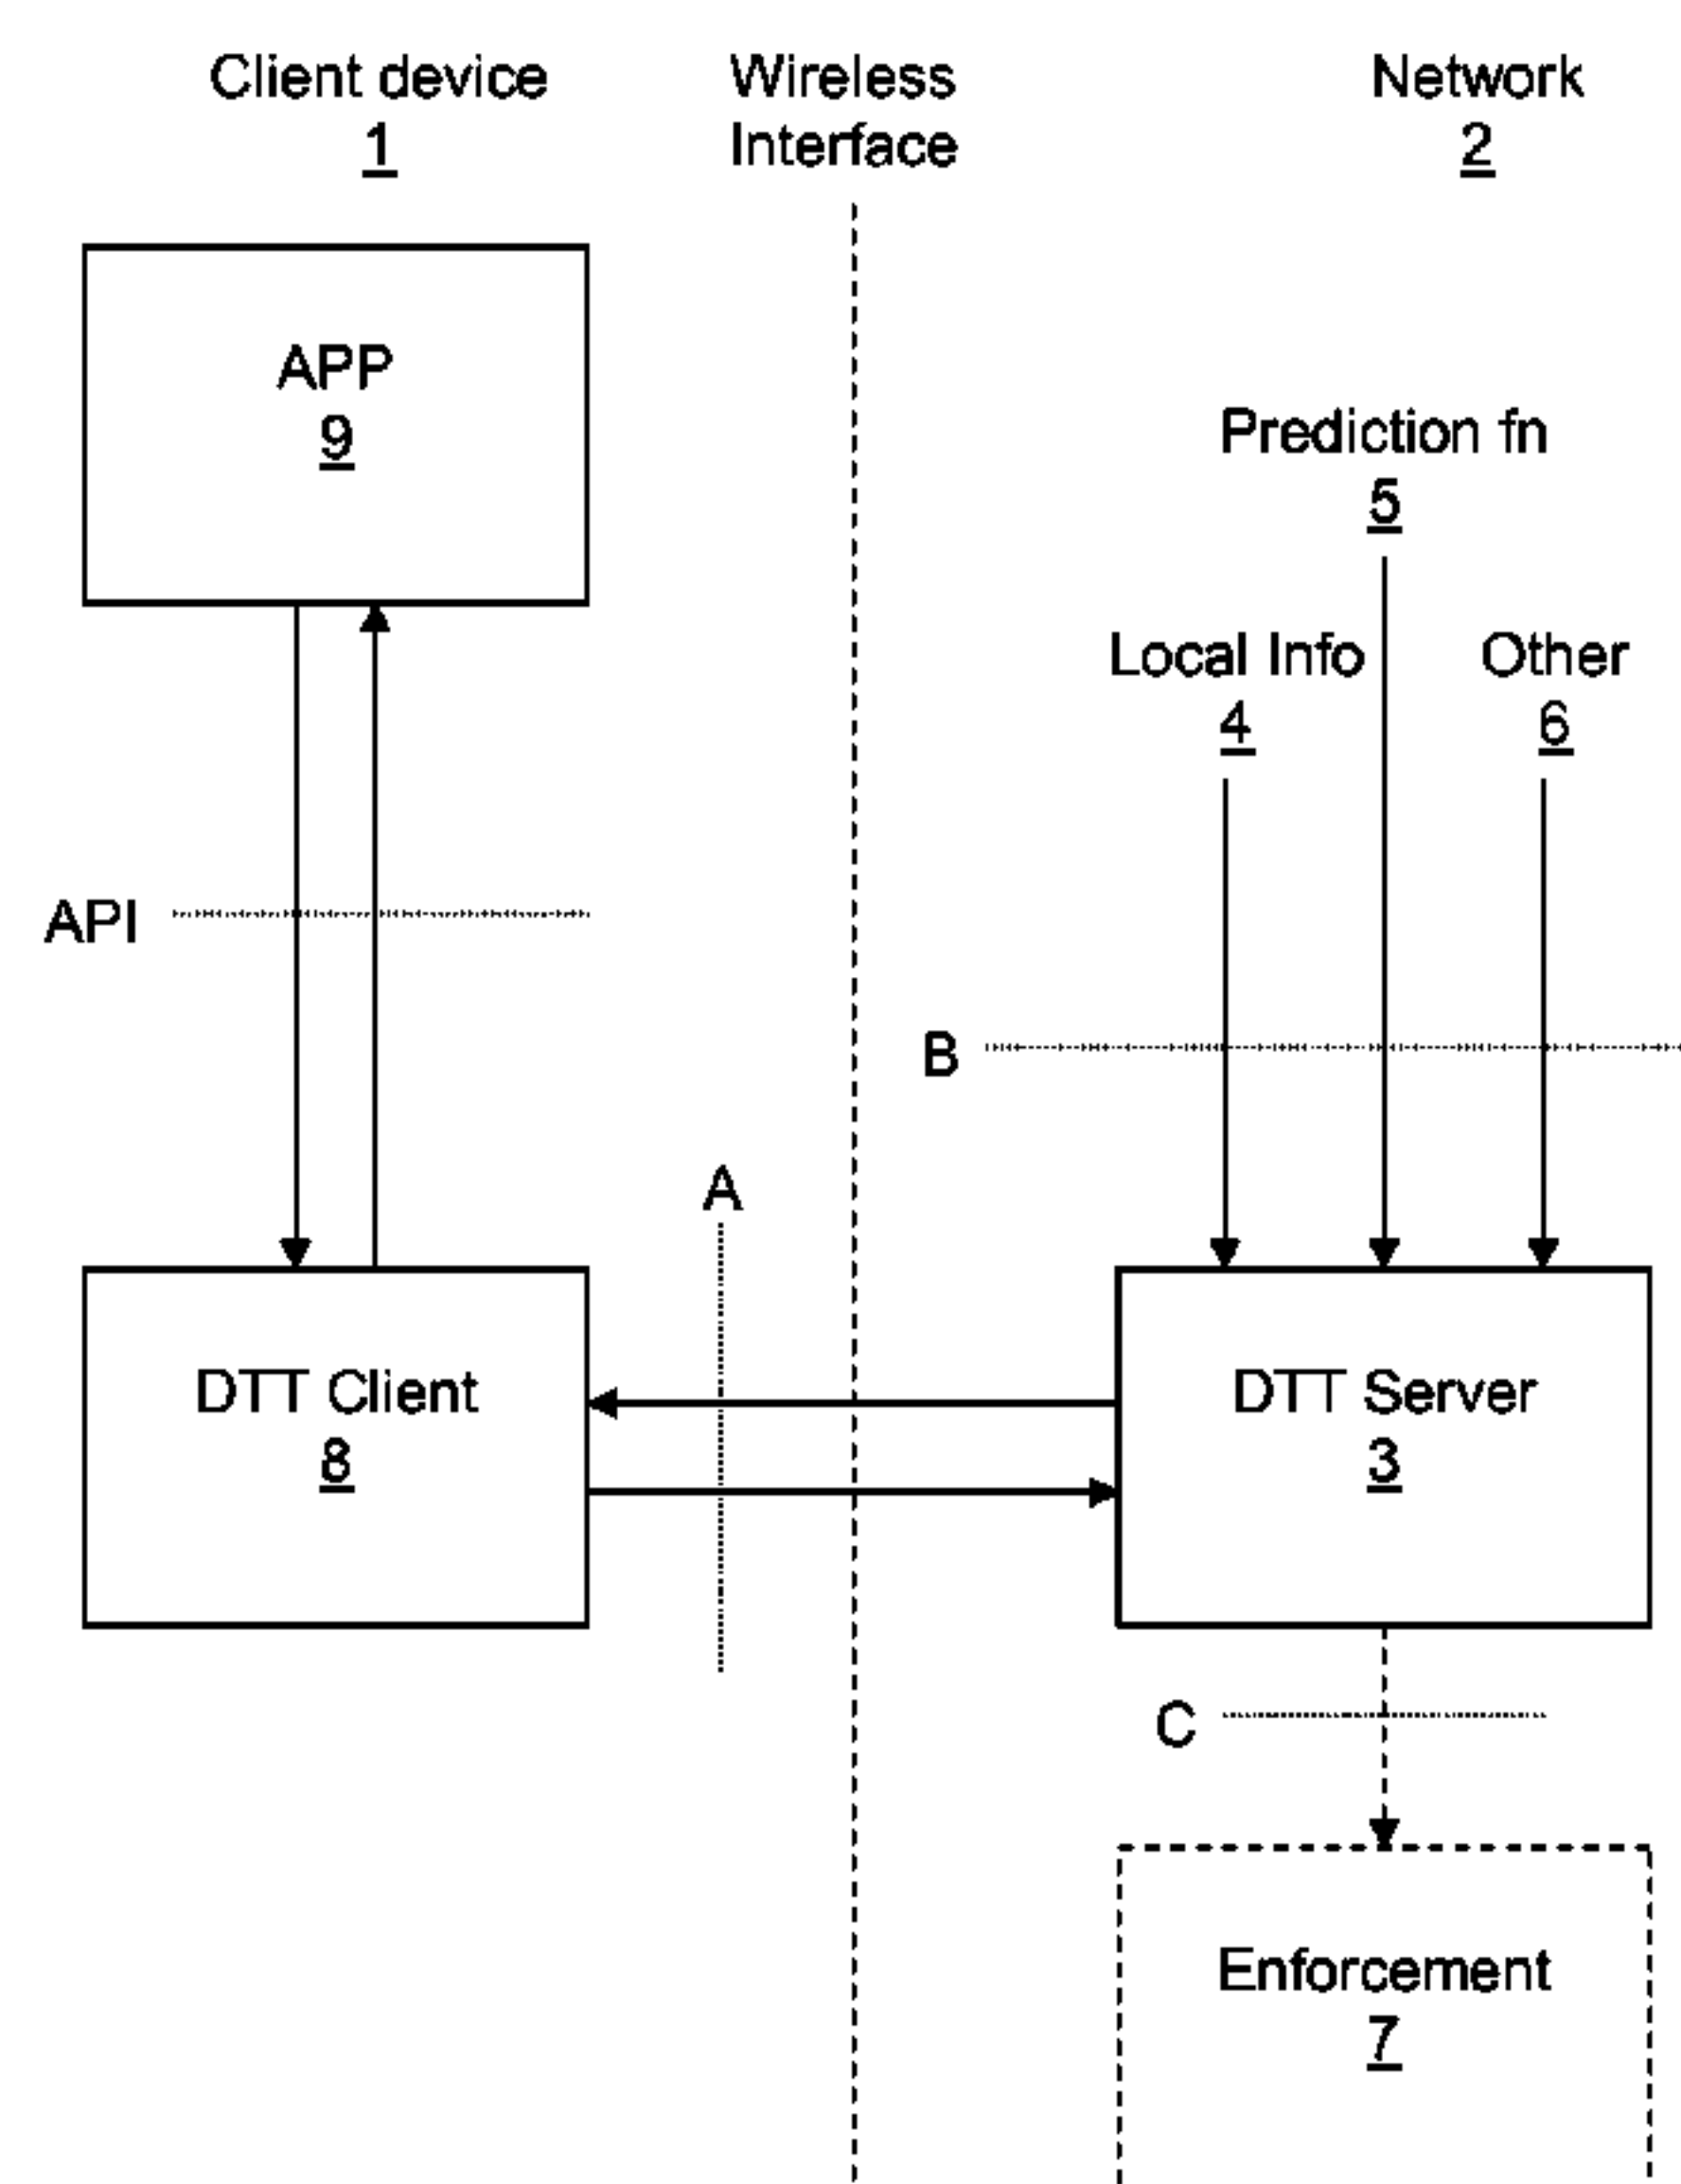 Client device
1
Wireless
Interface
Network
2
APP
9
Prediction fn
5
Local Info
4
Other
6
API
B
A
DTT Client
8
DTT Server
3
C
Enforcement
7